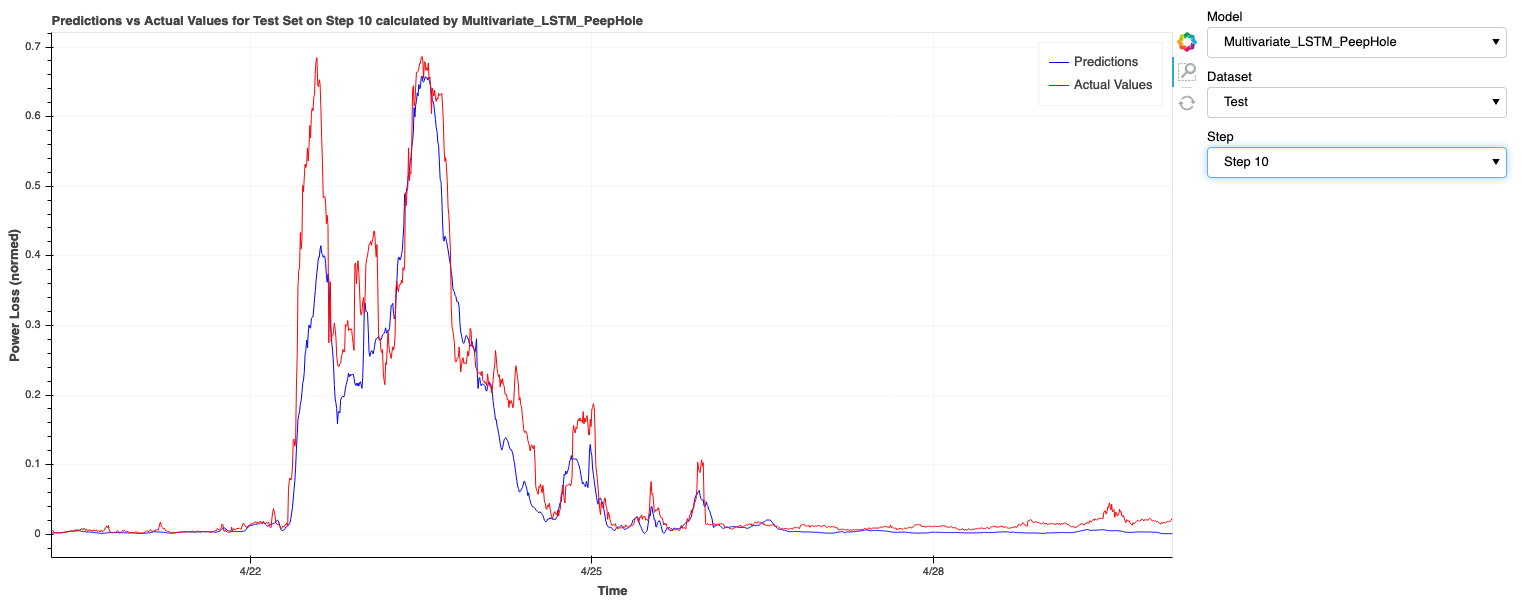 Predictions vs Actual Values for Test Set on Step 10 calculated by Multivariate_LSTM_PeepHole
Predictions
Actual Values
Power Loss (normed)
0.7
0.6
0.5
0.4
0.3
0.2
0.1
0
4/22
4/25
4/28
Time
Model
Multivariate_LSTM_PeepHole
Dataset
Test
Step
Step 10